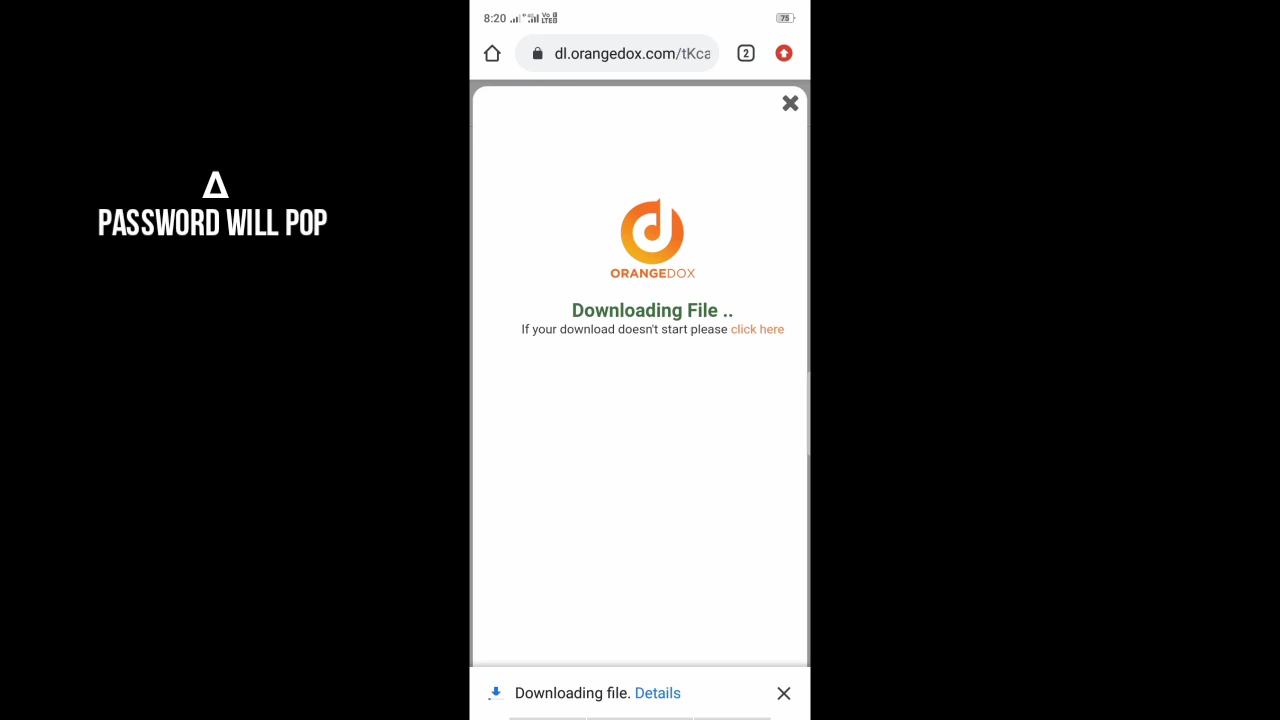 8:20
75
dl.orangedox.com/tKca
2
Δ
PASSWORD WILL POP
ORANGEDOX
Downloading File ..
If your download doesn't start please click here
Downloading file. Details